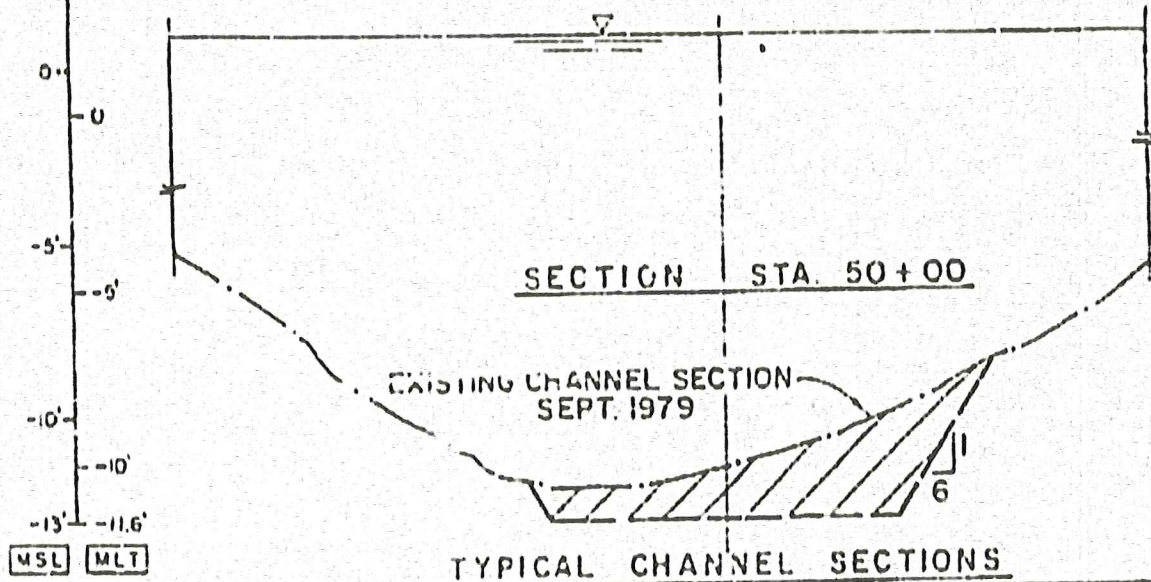 0
0
-5'
-5'
SECTION STA. 50+00
EXISTING CHANNEL SECTION
SEPT. 1979
-10'
-10'
1
6
-13' -11.6'
MSL MLT
TYPICAL CHANNEL SECTIONS